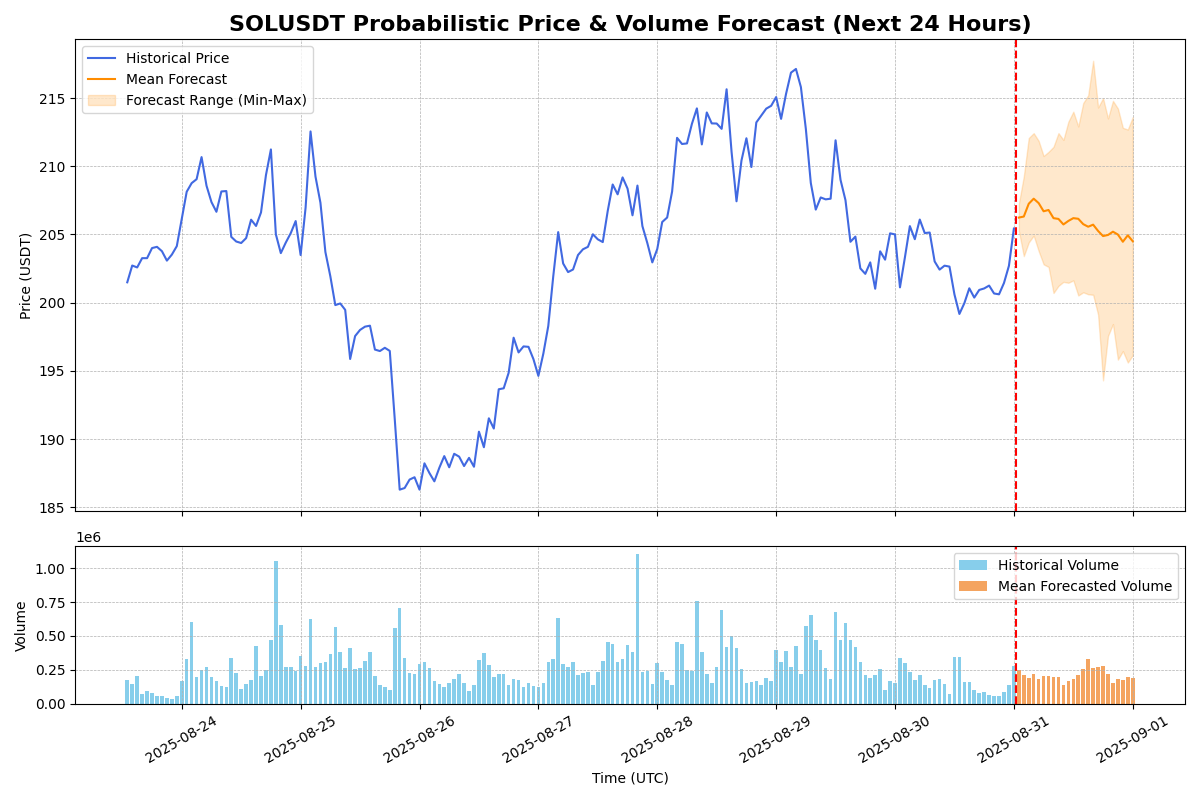 SOLUSDT Probabilistic Price & Volume Forecast (Next 24 Hours)
Historical Price
Mean Forecast
Forecast Range (Min-Max)
Price (USDT)
215
210
205
200
195
190
185
1e6
Historical Volume
Mean Forecasted Volume
Volume
1.00
0.75
0.50
0.25
0.00
2025-08-24
2025-08-25
2025-08-26
2025-08-27
2025-08-28
2025-08-29
2025-08-30
2025-08-31
2025-09-01
Time (UTC)